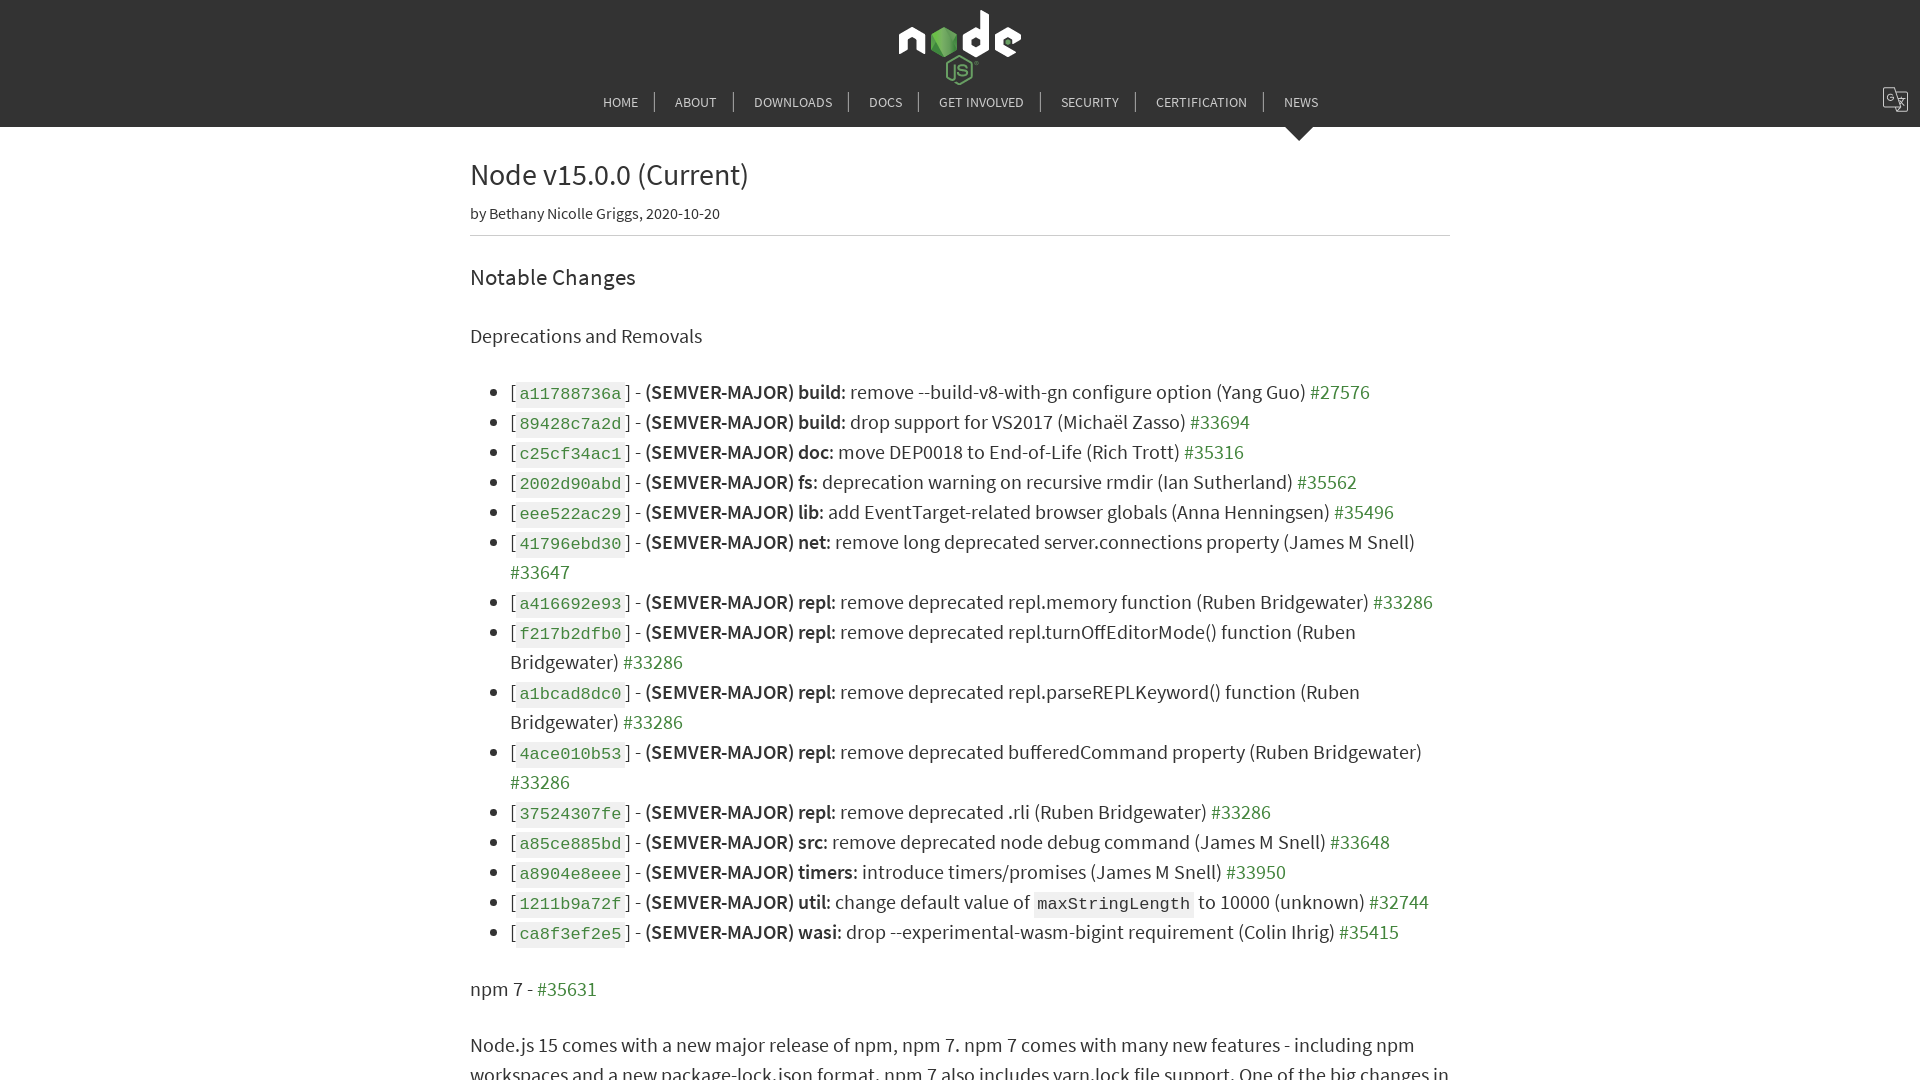 node
JS
HOME
ABOUT
DOWNLOADS
DOCS
GET INVOLVED
SECURITY
CERTIFICATION
NEWS
Node v15.0.0 (Current)
by Bethany Nicolle Griggs, 2020-10-20
Notable Changes
Deprecations and Removals
[a11788736a] - (SEMVER-MAJOR) build: remove --build-v8-with-gn configure option (Yang Guo) #27576
[89428c7a2d] - (SEMVER-MAJOR) build: drop support for VS2017 (Michaël Zasso) #33694
[c25cf34ac1] - (SEMVER-MAJOR) doc: move DEP0018 to End-of-Life (Rich Trott) #35316
[2002d90abd] - (SEMVER-MAJOR) fs: deprecation warning on recursive rmdir (Ian Sutherland) #35562
[eee522ac29] - (SEMVER-MAJOR) lib: add EventTarget-related browser globals (Anna Henningsen) #35496
[41796ebd30] - (SEMVER-MAJOR) net: remove long deprecated server.connections property (James M Snell)
#33647
[a416692e93] - (SEMVER-MAJOR) repl: remove deprecated repl.memory function (Ruben Bridgewater) #33286
[f217b2dfb0] - (SEMVER-MAJOR) repl: remove deprecated repl.turnOffEditorMode() function (Ruben
Bridgewater) #33286
[a1bcad8dc0] - (SEMVER-MAJOR) repl: remove deprecated repl.parseREPLKeyword() function (Ruben
Bridgewater) #33286
[4ace010b53] - (SEMVER-MAJOR) repl: remove deprecated bufferedCommand property (Ruben Bridgewater)
#33286
[37524307fe] - (SEMVER-MAJOR) repl: remove deprecated .rli (Ruben Bridgewater) #33286
[a85ce885bd] - (SEMVER-MAJOR) src: remove deprecated node debug command (James M Snell) #33648
[a8904e8eee] - (SEMVER-MAJOR) timers: introduce timers/promises (James M Snell) #33950
[1211b9a72f] - (SEMVER-MAJOR) util: change default value of maxStringLength to 10000 (unknown) #32744
[ca8f3ef2e5] - (SEMVER-MAJOR) wasi: drop --experimental-wasm-bigint requirement (Colin Ihrig) #35415
npm 7 - #35631
Node.js 15 comes with a new major release of npm, npm 7. npm 7 comes with many new features - including npm
workspaces and a new package-lock.json format. npm 7 also includes yarn.lock file support. One of the big changes in